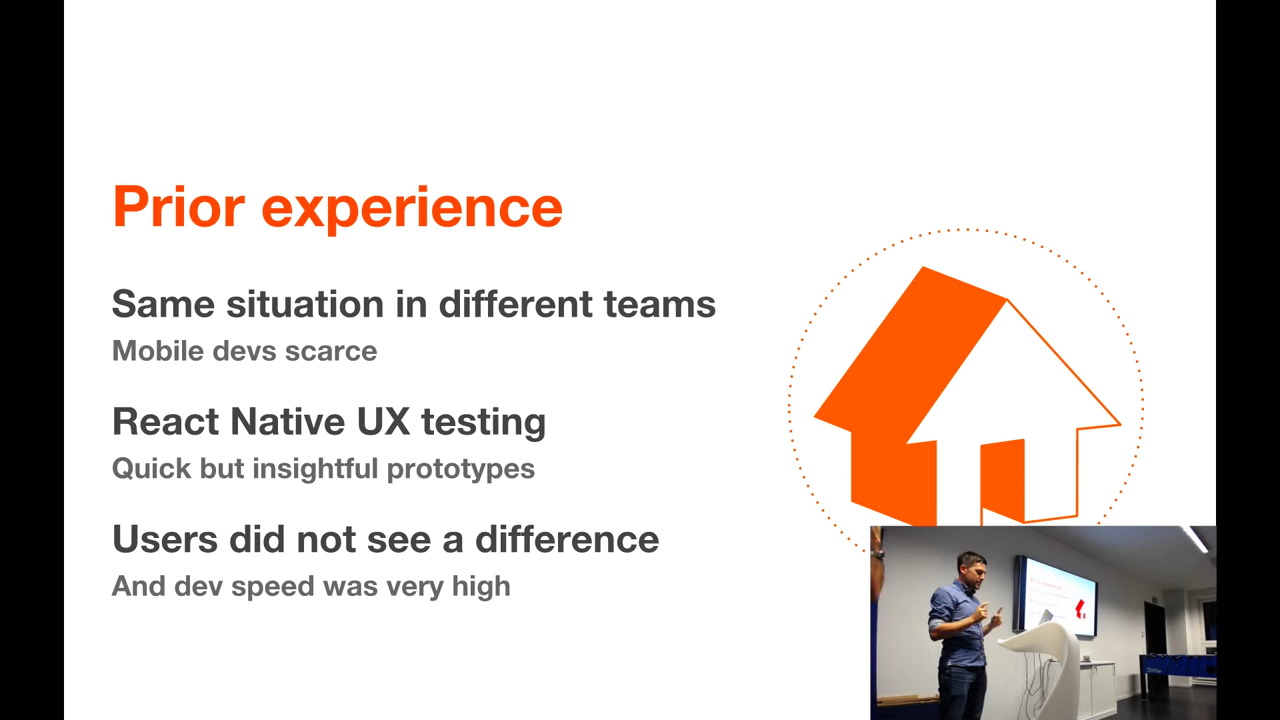 Prior experience
Same situation in different teams
Mobile devs scarce
React Native UX testing
Quick but insightful prototypes
Users did not see a difference
And dev speed was very high